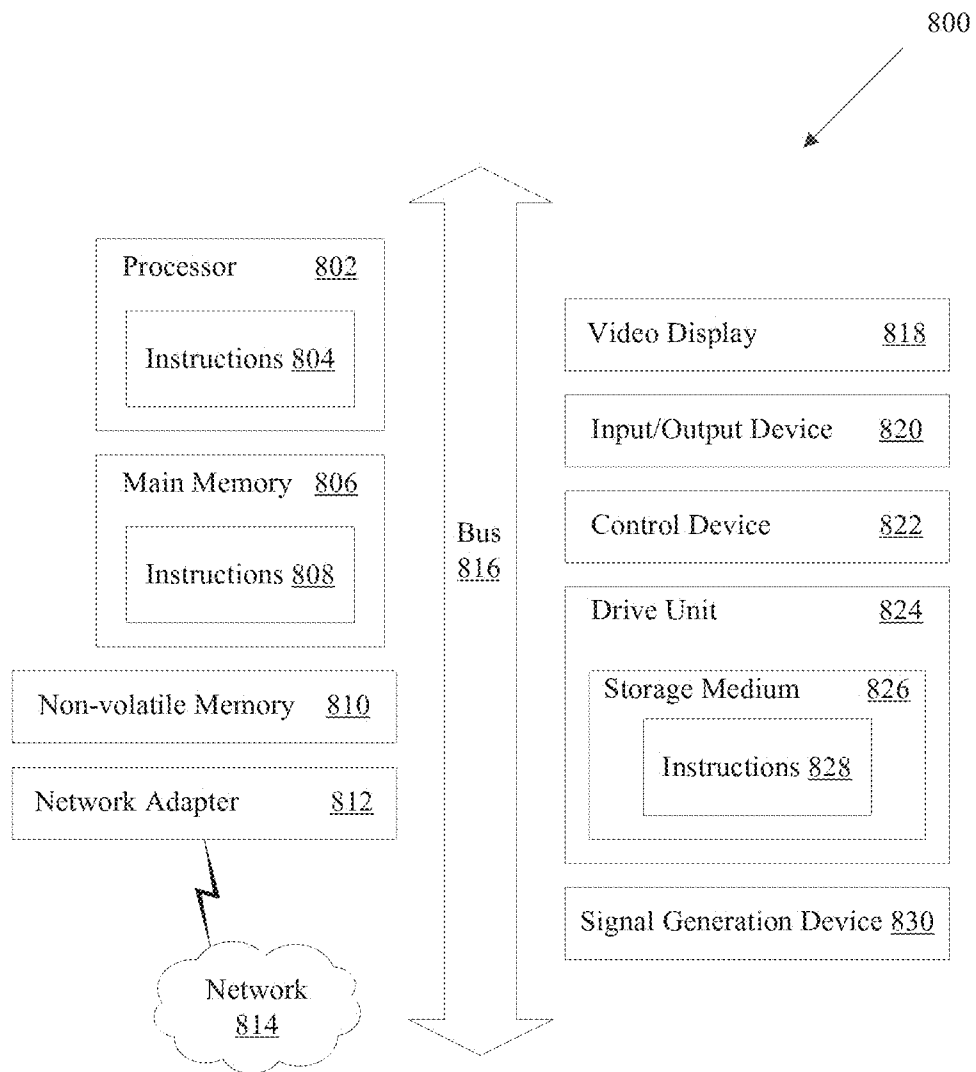 800
Processor 802
Instructions 804
Main Memory 806
Instructions 808
Non-volatile Memory 810
Network Adapter 812
Network
814
Bus
816
Video Display 818
Input/Output Device 820
Control Device 822
Drive Unit 824
Storage Medium 826
Instructions 828
Signal Generation Device 830